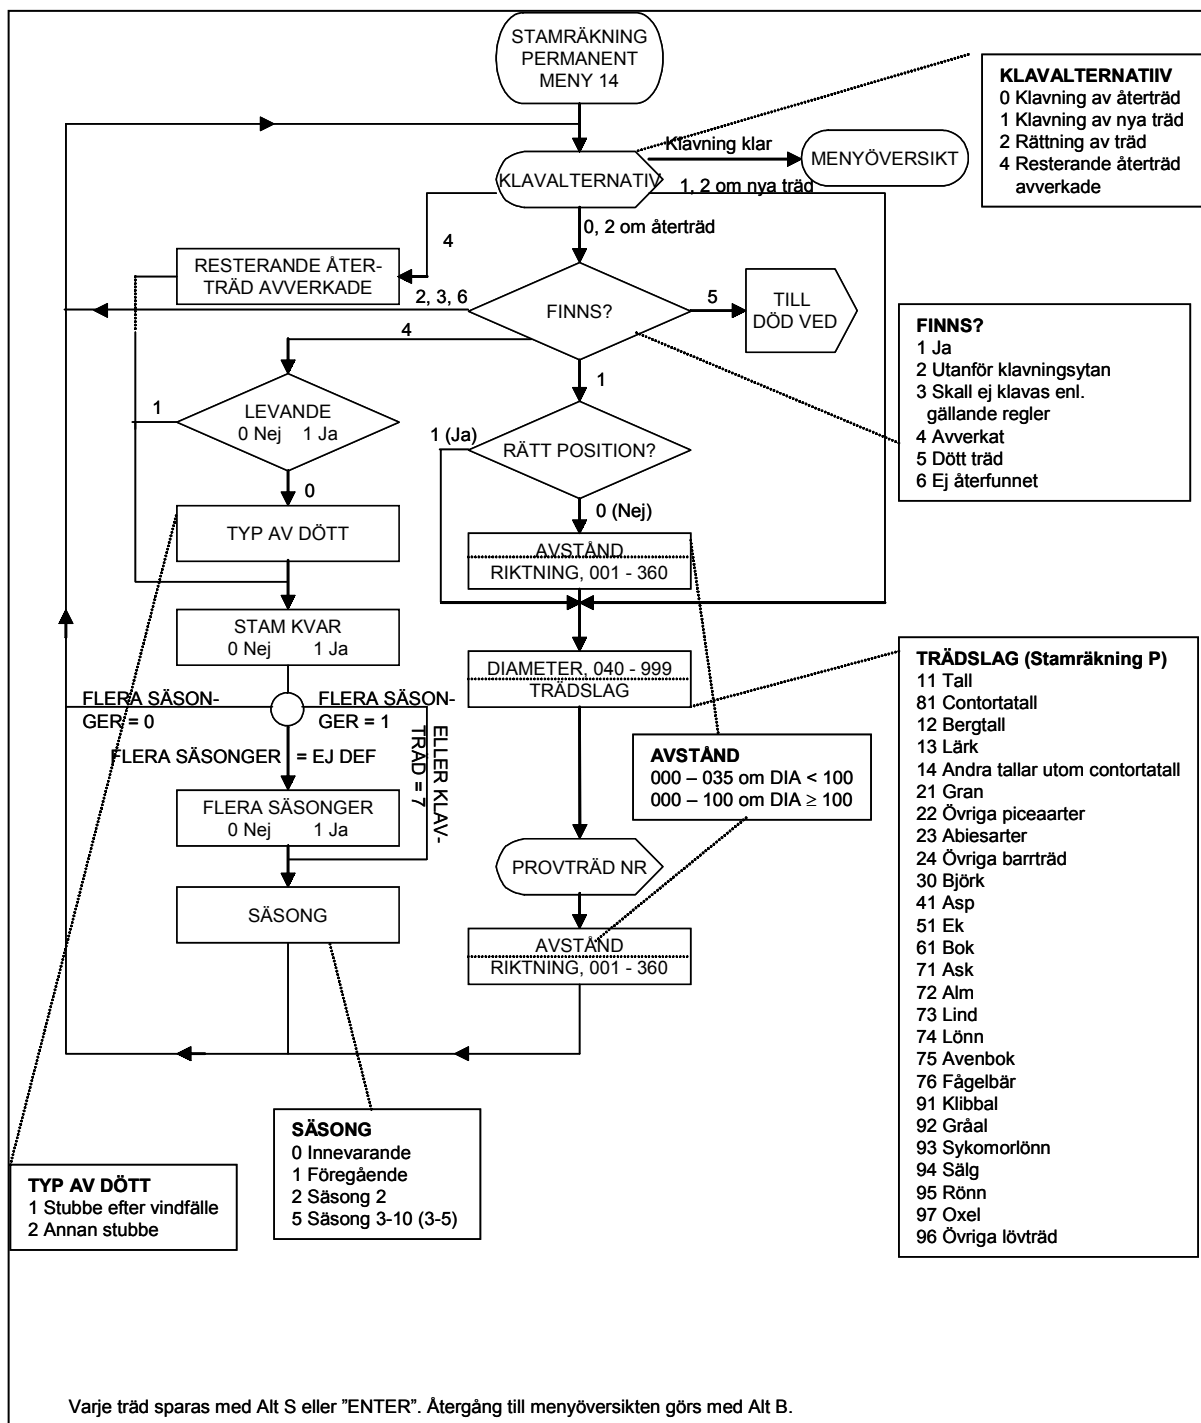 STAMRÄKNING
PERMANENT
MENY 14
KLAVALTERNATIIV
0 Klavning av återträd
1 Klavning av nya träd
2 Rättning av träd
4 Resterande återträd
avverkade
Klavning klar
MENYÖVERSIKT
KLAVALTERNATIV
1, 2 om nya träd
0, 2 om återträd
4
RESTERANDE ÅTER-
TRÄD AVVERKADE
2, 3, 6
FINNS?
5
TILL
DÖD VED
4
1
FINNS?
1 Ja
2 Utanför klavningsytan
3 Skall ej klavas enl.
gällande regler
4 Avverkat
5 Dött träd
6 Ej återfunnet
1
LEVANDE
0 Nej 1 Ja
0
1 (Ja)
RÄTT POSITION?
0 (Nej)
TYP AV DÖTT
AVSTÅND
RIKTNING, 001 - 360
STAM KVAR
0 Nej 1 Ja
DIAMETER, 040 - 999
TRÄDSLAG
FLERA SÄSON-
GER = 0
FLERA SÄSON-
GER = 1
FLERA SÄSONGER = EJ DEF
ELLER KLAV-
TRÄD = 7
FLERA SÄSONGER
0 Nej 1 Ja
SÄSONG
AVSTÅND
000 – 035 om DIA < 100
000 – 100 om DIA ≥ 100
PROVTRÄD NR
AVSTÅND
RIKTNING, 001 - 360
TRÄDSLAG (Stamräkning P)
11 Tall
81 Contortatall
12 Bergtall
13 Lärk
14 Andra tallar utom contortatall
21 Gran
22 Övriga piceaarter
23 Abiesarter
24 Övriga barrträd
30 Björk
41 Asp
51 Ek
61 Bok
71 Ask
72 Alm
73 Lind
74 Lönn
75 Avenbok
76 Fågelbär
91 Klibbal
92 Gråal
93 Sykomorlönn
94 Sälg
95 Rönn
97 Oxel
96 Övriga lövträd
SÄSONG
0 Innevarande
1 Föregående
2 Säsong 2
5 Säsong 3-10 (3-5)
TYP AV DÖTT
1 Stubbe efter vindfälle
2 Annan stubbe
Varje träd sparas med Alt S eller ”ENTER”. Återgång till menyöversikten görs med Alt B.